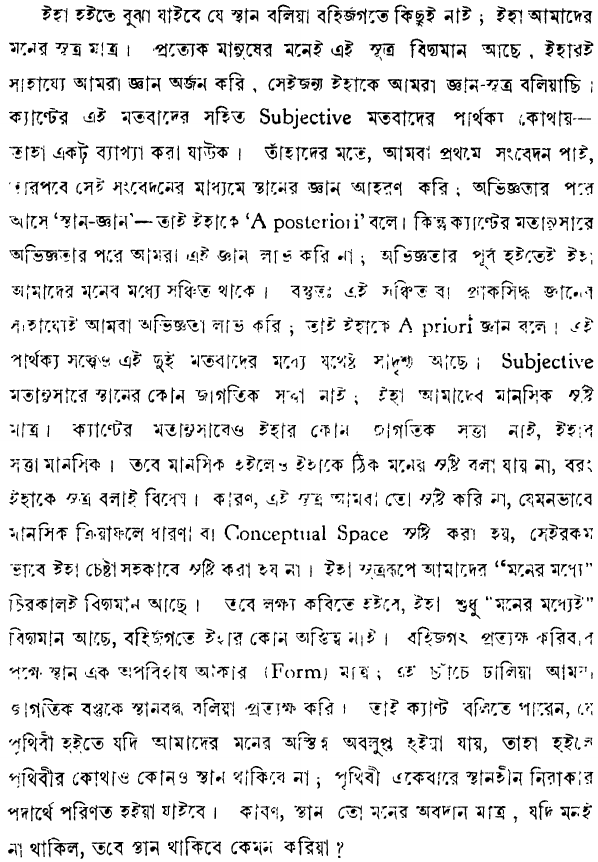 ইহা হইতে বুঝা যাইবে যে স্থান বলিয়া বহির্জগতে কিছুই নাই ; ইহা আমাদের
মনের সূত্র মাত্র। প্রত্যেক মানুষের মনেই এই সূত্র বিদ্যমান আছে, ইহারই
সাহায্যে আমরা জ্ঞান অর্জন করি, সেইজন্য ইহাকে আমরা জ্ঞান-সূত্র বলিয়াছি।
ক্যাণ্টের এই মতবাদের সহিত Subjective মতবাদের পার্থক্য কোথায়—
তাহা একটু ব্যাখ্যা করা যাউক। তাঁহাদের মতে, আমরা প্রথমে সংবেদন পাই,
তারপরে সেই সংবেদনের মাধ্যমে স্থানের জ্ঞান আহরণ করি ; অভিজ্ঞতার পরে
আসে ‘স্থান-জ্ঞান’—তাই ইহাকে ‘A posteriori’ বলে। কিন্তু ক্যাণ্টের মতানুসারে
অভিজ্ঞতার পরে আমরা এই জ্ঞান লাভ করি না ; অভিজ্ঞতার পূর্ব হইতেই ইহা
আমাদের মনের মধ্যে সঞ্চিত থাকে। বস্তুতঃ এই সঞ্চিত বা প্রাকসিদ্ধ জ্ঞানের
সাহায্যেই আমরা অভিজ্ঞতা লাভ করি ; তাই ইহাকে A priori জ্ঞান বলে। এই
পার্থক্য সত্ত্বেও এই দুই মতবাদের মধ্যে যথেষ্ট সাদৃশ্য আছে। Subjective
মতানুসারে স্থানের কোন জাগতিক সত্তা নাই ; ইহা আমাদের মানসিক সৃষ্টি
মাত্র। ক্যাণ্টের মতানুসারেও ইহার কোন জাগতিক সত্তা নাই, ইহার
সত্তা মানসিক। তবে মানসিক হইলেও ইহাকে ঠিক মনের সৃষ্টি বলা যায় না, বরং
ইহাকে সূত্র বলাই বিধেয়। কারণ, এই সূত্র আমরা তো সৃষ্টি করি না, যেমনভাবে
মানসিক ক্রিয়াফলে ধারণা বা Conceptual Space সৃষ্টি করা হয়, সেইরকম
ভাবে ইহা চেষ্টা সহকারে সৃষ্টি করা হয় না। ইহা সূত্ররূপে আমাদের “মনের মধ্যে”
চিরকালই বিদ্যমান আছে। তবে লক্ষ্য করিতে হইবে, ইহা শুধু “মনের মধ্যেই”
বিদ্যমান আছে, বহির্জগতে ইহার কোন অস্তিত্ব নাই। বহির্জগৎ প্রত্যক্ষ করিবার
পক্ষে স্থান এক অপরিহার্য আকার (Form) মাত্র ; এই ছাঁচে ঢালিয়া আমরা
জাগতিক বস্তুকে স্থানবদ্ধ বলিয়া প্রত্যক্ষ করি। তাই ক্যাণ্ট বলিতে পারেন, যে
পৃথিবী হইতে যদি আমাদের মনের অস্তিত্ব অবলুপ্ত হইয়া যায়, তাহা হইলে
পৃথিবীর কোথাও কোনও স্থান থাকিবে না ; পৃথিবী একেবারে স্থানহীন নিরাকার
পদার্থে পরিণত হইয়া যাইবে। কারণ, স্থান তো মনের অবদান মাত্র, যদি মনই
না থাকিল, তবে স্থান থাকিবে কেমন করিয়া ?